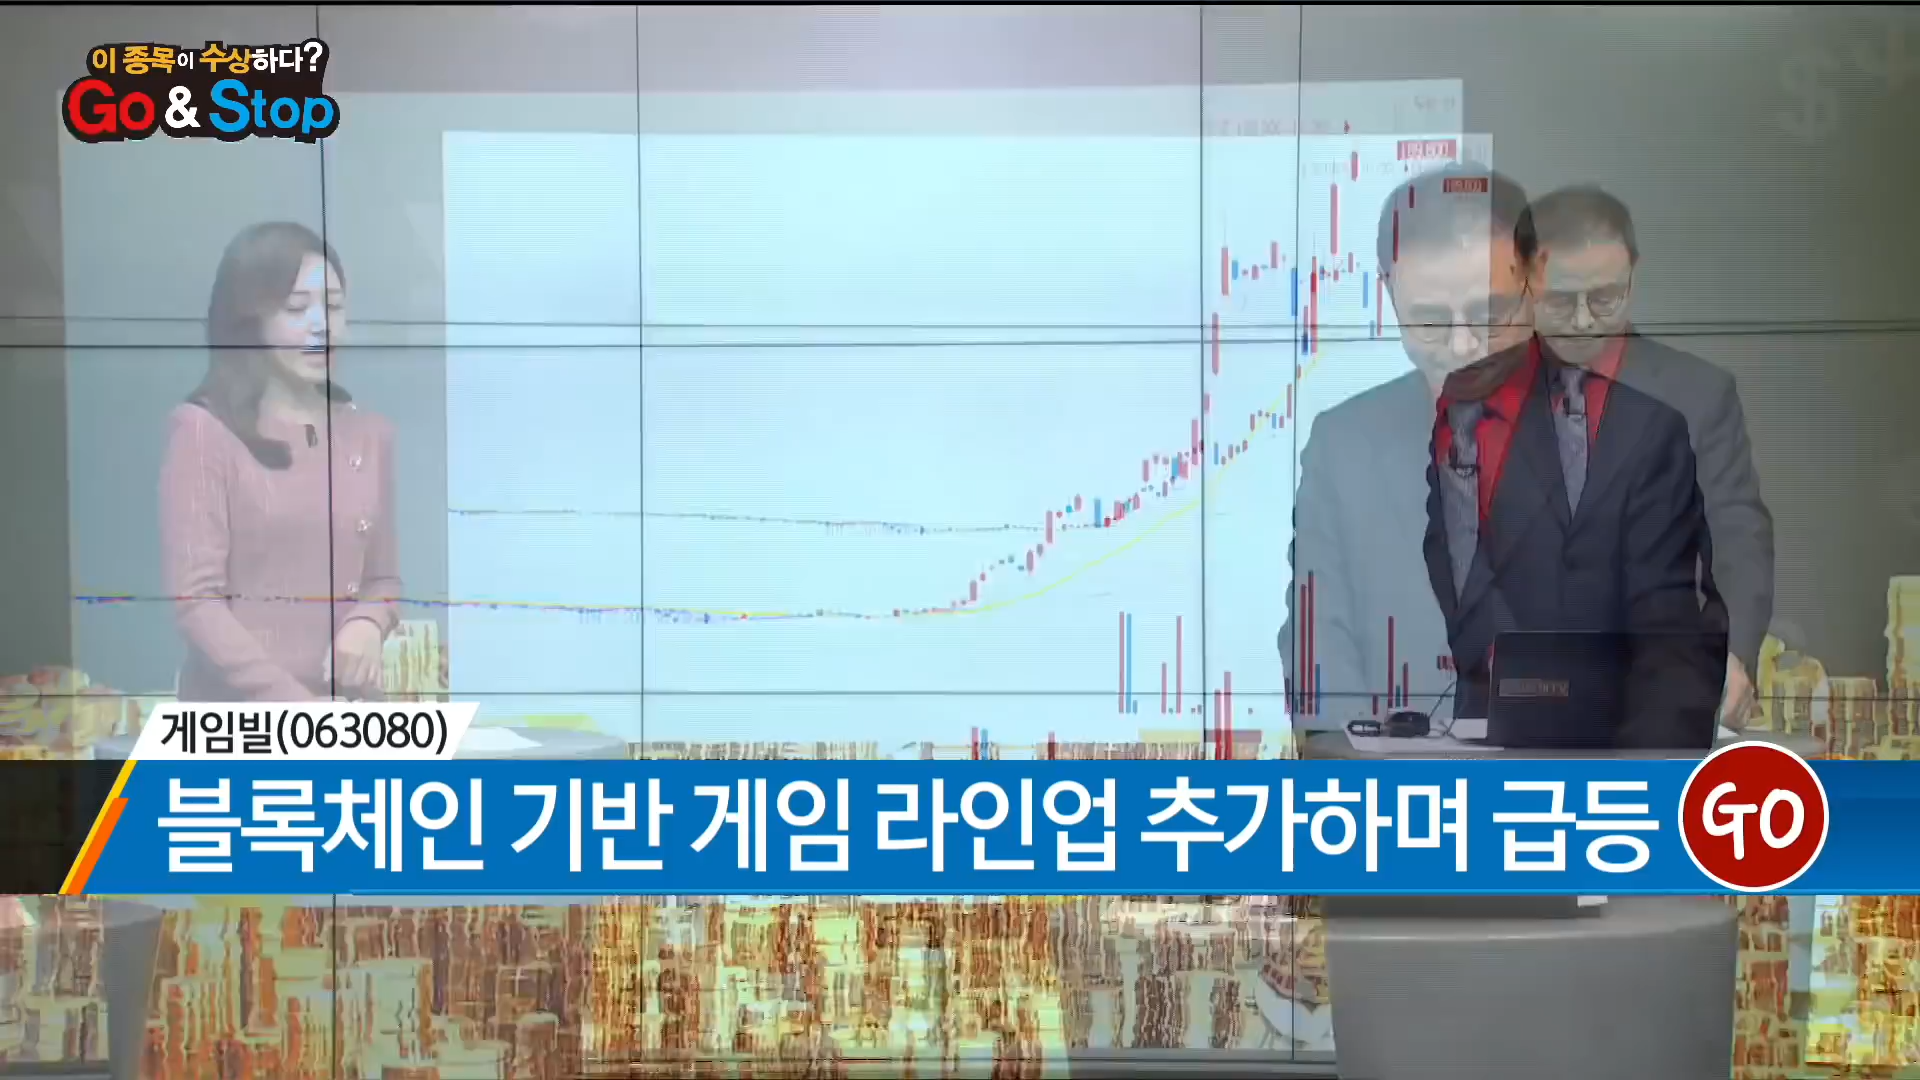 이 종목이 수상하다?
Go & Stop
게임빌(063080)
블록체인 기반 게임 라인업 추가하며 급등
GO